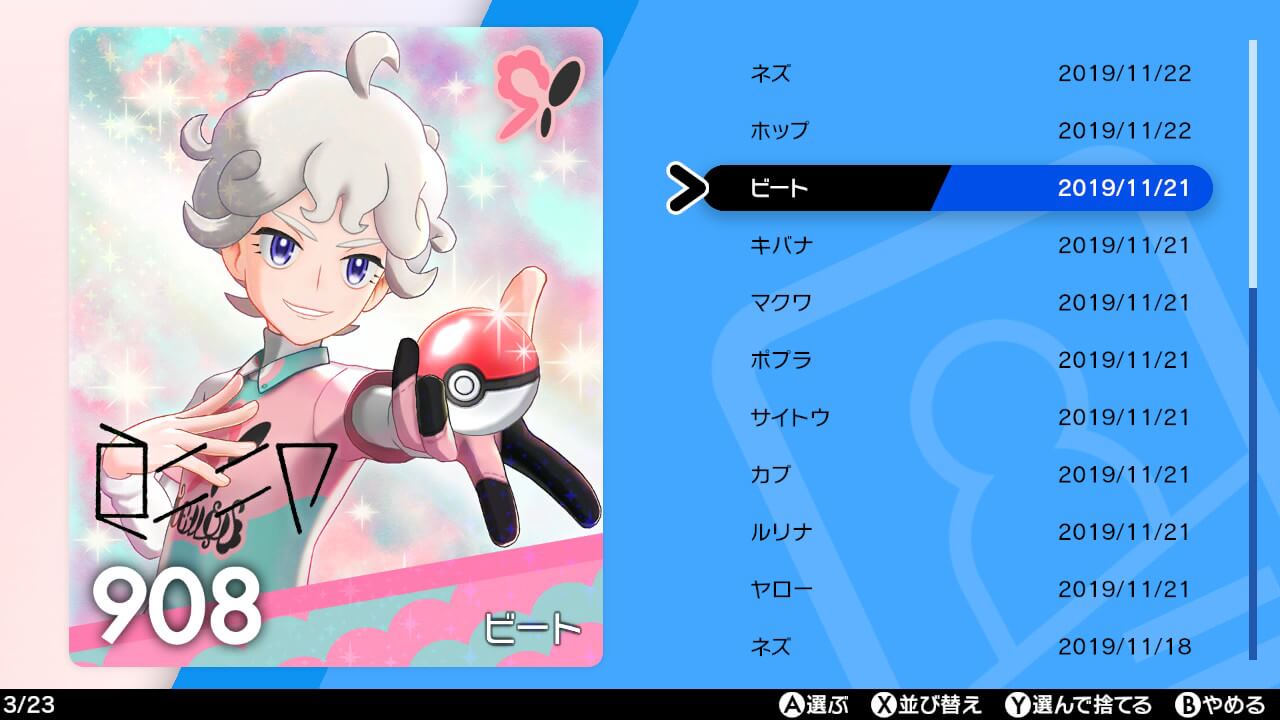 908
ビート
ネズ 2019/11/22
ホップ 2019/11/22
ビート 2019/11/21
キバナ 2019/11/21
マクワ 2019/11/21
ポプラ 2019/11/21
サイトウ 2019/11/21
カブ 2019/11/21
ルリナ 2019/11/21
ヤロー 2019/11/21
ネズ 2019/11/18
3/23 A選ぶ X並び替え Y選んで捨てる Bやめる